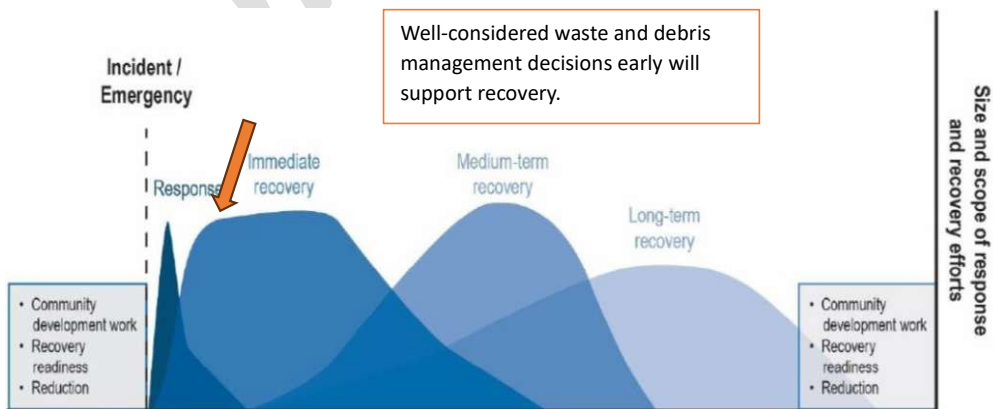 Well-considered waste and debris
management decisions early will
support recovery.
Incident /
Emergency
Response
Immediate
recovery
Medium-term
recovery
Long-term
recovery
Size and scope of response
and recovery efforts
• Community
development work
• Recovery
readiness
• Reduction
• Community
development work
• Recovery
readiness
• Reduction